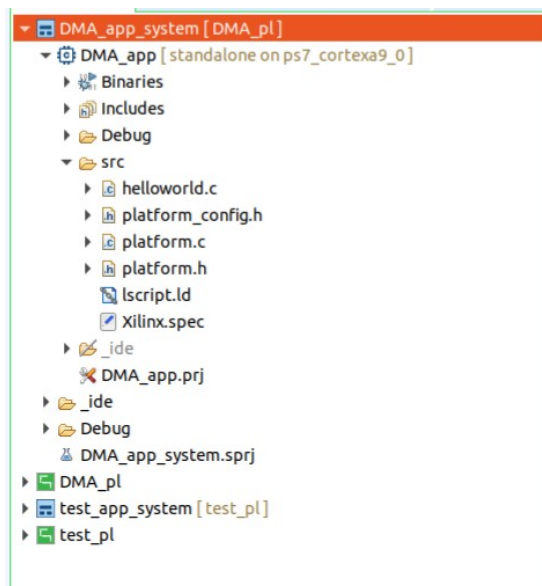 DMA_app_system [ DMA_pl ]
DMA_app [ standalone on ps7_cortexa9_0 ]
Binaries
Includes
Debug
src
helloworld.c
platform_config.h
platform.c
platform.h
lscript.ld
Xilinx.spec
_ide
DMA_app.prj
_ide
Debug
DMA_app_system.sprj
DMA_pl
test_app_system [ test_pl ]
test_pl